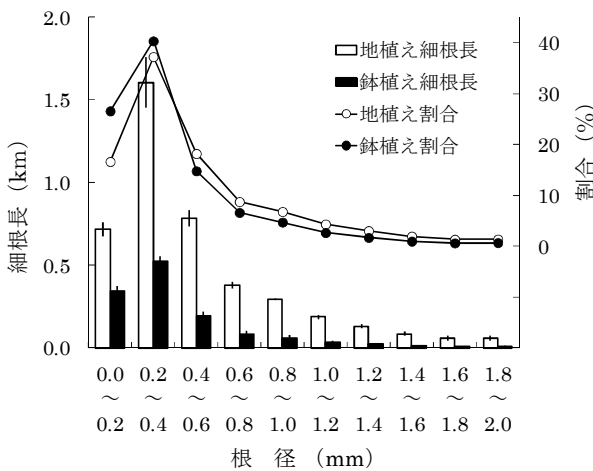 2.0
1.5
1.0
0.5
0.0
細根長（km）
40
30
20
10
0
割合（%）
地植え細根長
鉢植え細根長
地植え割合
鉢植え割合
0.0 0.2 0.4 0.6 0.8 1.0 1.2 1.4 1.6 1.8
～ ～ ～ ～ ～ ～ ～ ～ ～ ～
0.2 0.4 0.6 0.8 1.0 1.2 1.4 1.6 1.8 2.0
根　径　（mm）